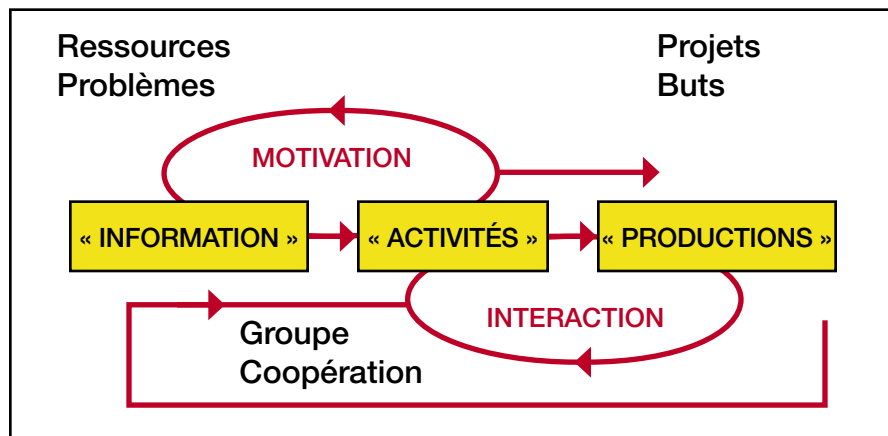 Ressources
Problèmes
Projets
Buts
MOTIVATION
« INFORMATION »
« ACTIVITÉS »
« PRODUCTIONS »
INTERACTION
Groupe
Coopération